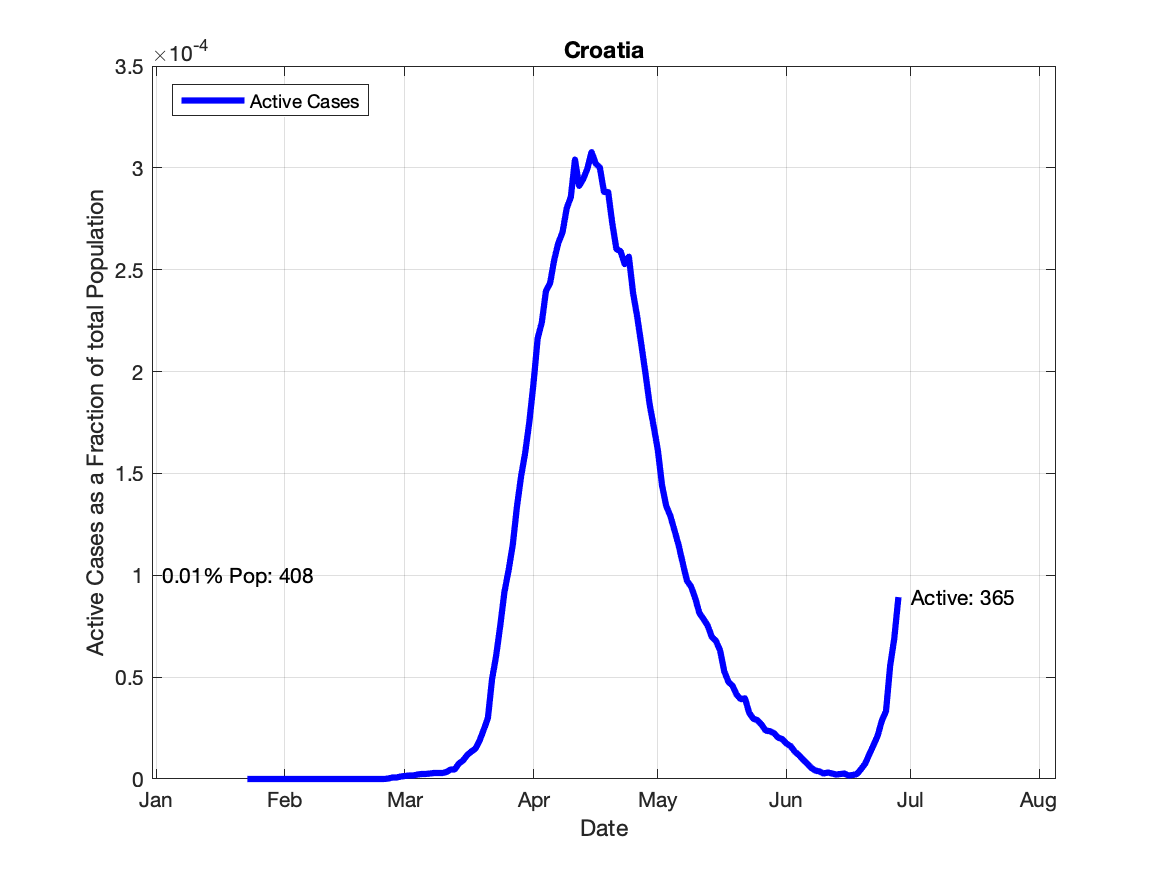 Croatia
×10-4
Active Cases
3.5
3
2.5
2
1.5
1
0.5
0
Active Cases as a Fraction of total Population
0.01% Pop: 408
Active: 365
Jan Feb Mar Apr May Jun Jul Aug
Date